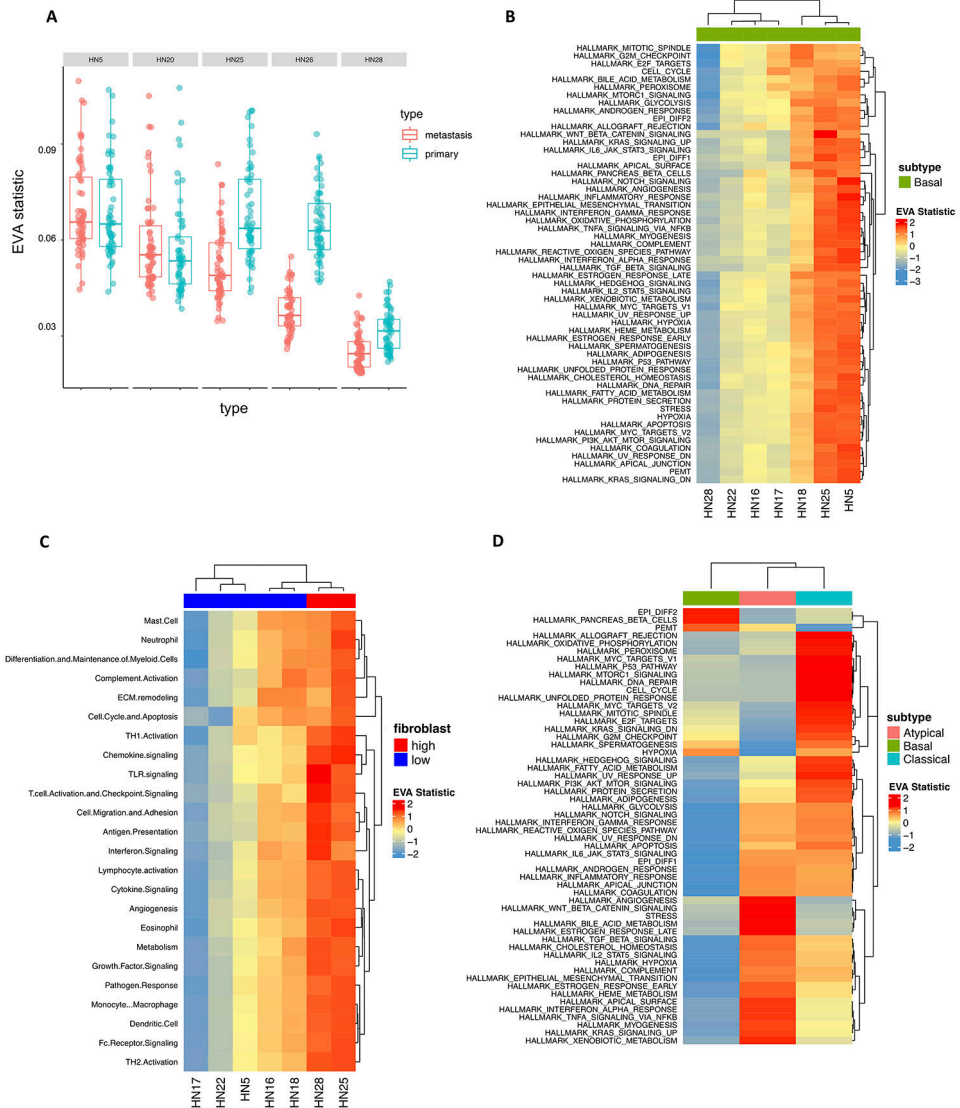 A
HN5
HN20
HN25
HN26
HN28
EVA statistic
0.09
0.06
0.03
type
type
metastasis
primary
B
HALLMARK_MITOTIC_SPINDLE
HALLMARK_G2M_CHECKPOINT
HALLMARK_E2F_TARGETS
CELL_CYCLE
HALLMARK_BILE_ACID_METABOLISM
HALLMARK_PEROXISOME
HALLMARK_MTORC1_SIGNALING
HALLMARK_GLYCOLYSIS
HALLMARK_ANDROGEN_RESPONSE
EPI_DIFF2
HALLMARK_ALLOGRAFT_REJECTION
HALLMARK_WNT_BETA_CATENIN_SIGNALING
HALLMARK_KRAS_SIGNALING_UP
HALLMARK_IL6_JAK_STAT3_SIGNALING
EPI_DIFF1
HALLMARK_APICAL_SURFACE
HALLMARK_PANCREAS_BETA_CELLS
HALLMARK_NOTCH_SIGNALING
HALLMARK_ANGIOGENESIS
HALLMARK_INFLAMMATORY_RESPONSE
HALLMARK_EPITHELIAL_MESENCHYMAL_TRANSITION
HALLMARK_INTERFERON_GAMMA_RESPONSE
HALLMARK_OXIDATIVE_PHOSPHORYLATION
HALLMARK_TNFA_SIGNALING_VIA_NFKB
HALLMARK_MYOGENESIS
HALLMARK_COMPLEMENT
HALLMARK_REACTIVE_OXIGEN_SPECIES_PATHWAY
HALLMARK_INTERFERON_ALPHA_RESPONSE
HALLMARK_TGF_BETA_SIGNALING
HALLMARK_ESTROGEN_RESPONSE_LATE
HALLMARK_HEDGEHOG_SIGNALING
HALLMARK_IL2_STAT5_SIGNALING
HALLMARK_XENOBIOTIC_METABOLISM
HALLMARK_MYC_TARGETS_V1
HALLMARK_UV_RESPONSE_UP
HALLMARK_HYPOXIA
HALLMARK_HEME_METABOLISM
HALLMARK_ESTROGEN_RESPONSE_EARLY
HALLMARK_SPERMATOGENESIS
HALLMARK_ADIPOGENESIS
HALLMARK_P53_PATHWAY
HALLMARK_UNFOLDED_PROTEIN_RESPONSE
HALLMARK_CHOLESTEROL_HOMEOSTASIS
HALLMARK_DNA_REPAIR
HALLMARK_FATTY_ACID_METABOLISM
HALLMARK_PROTEIN_SECRETION
STRESS
HYPOXIA
HALLMARK_APOPTOSIS
HALLMARK_MYC_TARGETS_V2
HALLMARK_PI3K_AKT_MTOR_SIGNALING
HALLMARK_COAGULATION
HALLMARK_UV_RESPONSE_DN
HALLMARK_APICAL_JUNCTION
PEMT
HALLMARK_KRAS_SIGNALING_DN
HN28
HN22
HN16
HN17
HN18
HN25
HN5
subtype
Basal
EVA Statistic
2
1
0
−1
−2
−3
C
Mast.Cell
Neutrophil
Differentiation.and.Maintenance.of.Myeloid.Cells
Complement.Activation
ECM.remodeling
Cell.Cycle.and.Apoptosis
TH1.Activation
Chemokine.signaling
TLR.signaling
T.cell.Activation.and.Checkpoint.Signaling
Cell.Migration.and.Adhesion
Antigen.Presentation
Interferon.Signaling
Lymphocyte.activation
Cytokine.Signaling
Angiogenesis
Eosinophil
Metabolism
Growth.Factor.Signaling
Pathogen.Response
Monocyte...Macrophage
Dendritic.Cell
Fc.Receptor.Signaling
TH2.Activation
HN17
HN22
HN5
HN16
HN18
HN28
HN25
fibroblast
high
low
EVA Statistic
2
1
0
−1
−2
D
EPI_DIFF2
HALLMARK_PANCREAS_BETA_CELLS
PEMT
HALLMARK_ALLOGRAFT_REJECTION
HALLMARK_OXIDATIVE_PHOSPHORYLATION
HALLMARK_PEROXISOME
HALLMARK_MYC_TARGETS_V1
HALLMARK_P53_PATHWAY
HALLMARK_MTORC1_SIGNALING
HALLMARK_DNA_REPAIR
CELL_CYCLE
HALLMARK_UNFOLDED_PROTEIN_RESPONSE
HALLMARK_MYC_TARGETS_V2
HALLMARK_MITOTIC_SPINDLE
HALLMARK_E2F_TARGETS
HALLMARK_KRAS_SIGNALING_DN
HALLMARK_G2M_CHECKPOINT
HALLMARK_SPERMATOGENESIS
HYPOXIA
HALLMARK_HEDGEHOG_SIGNALING
HALLMARK_FATTY_ACID_METABOLISM
HALLMARK_UV_RESPONSE_UP
HALLMARK_PI3K_AKT_MTOR_SIGNALING
HALLMARK_PROTEIN_SECRETION
HALLMARK_ADIPOGENESIS
HALLMARK_GLYCOLYSIS
HALLMARK_NOTCH_SIGNALING
HALLMARK_INTERFERON_GAMMA_RESPONSE
HALLMARK_REACTIVE_OXIGEN_SPECIES_PATHWAY
HALLMARK_UV_RESPONSE_DN
HALLMARK_APOPTOSIS
HALLMARK_IL6_JAK_STAT3_SIGNALING
EPI_DIFF1
HALLMARK_ANDROGEN_RESPONSE
HALLMARK_INFLAMMATORY_RESPONSE
HALLMARK_APICAL_JUNCTION
HALLMARK_COAGULATION
HALLMARK_ANGIOGENESIS
HALLMARK_WNT_BETA_CATENIN_SIGNALING
STRESS
HALLMARK_BILE_ACID_METABOLISM
HALLMARK_ESTROGEN_RESPONSE_LATE
HALLMARK_TGF_BETA_SIGNALING
HALLMARK_CHOLESTEROL_HOMEOSTASIS
HALLMARK_IL2_STAT5_SIGNALING
HALLMARK_HYPOXIA
HALLMARK_COMPLEMENT
HALLMARK_EPITHELIAL_MESENCHYMAL_TRANSITION
HALLMARK_ESTROGEN_RESPONSE_EARLY
HALLMARK_HEME_METABOLISM
HALLMARK_APICAL_SURFACE
HALLMARK_INTERFERON_ALPHA_RESPONSE
HALLMARK_TNFA_SIGNALING_VIA_NFKB
HALLMARK_MYOGENESIS
HALLMARK_KRAS_SIGNALING_UP
HALLMARK_XENOBIOTIC_METABOLISM
subtype
Atypical
Basal
Classical
EVA Statistic
2
1
0
−1
−2